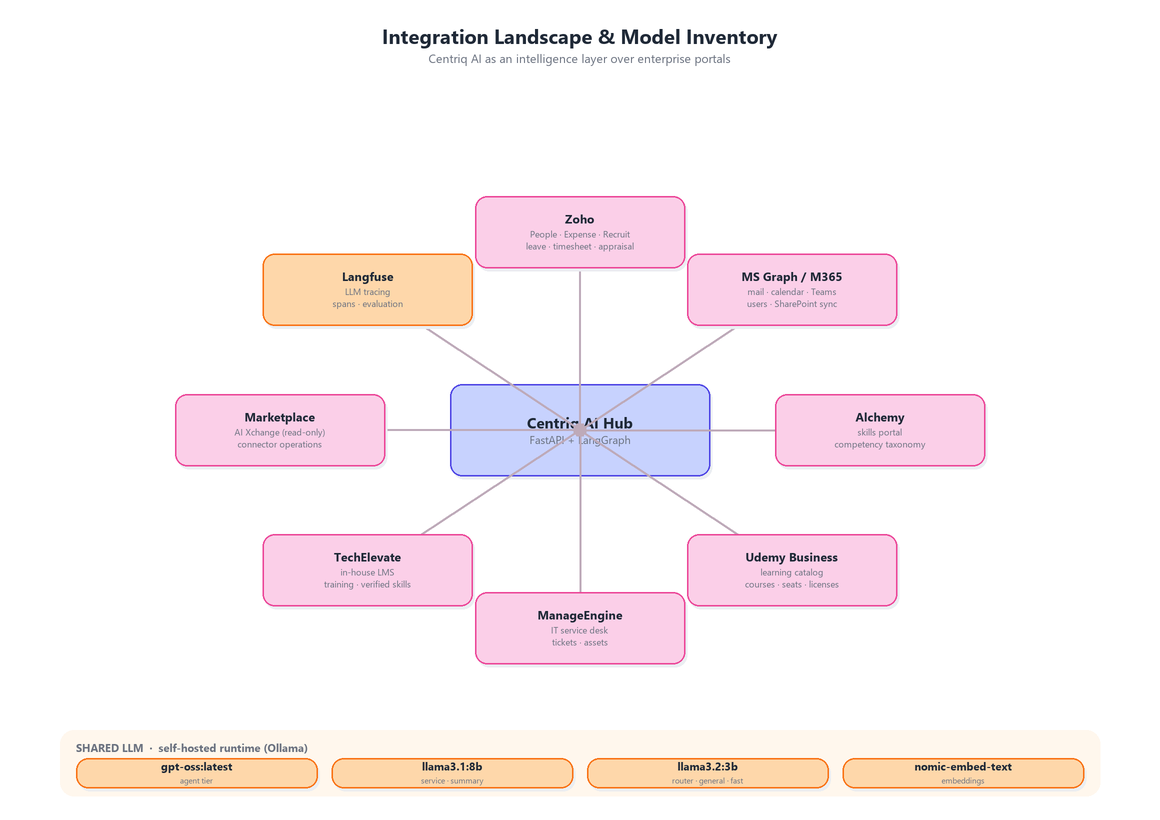 Integration Landscape & Model Inventory
Centriq AI as an intelligence layer over enterprise portals
Zoho
People · Expense · Recruit
leave · timesheet · appraisal
Langfuse
LLM tracing
spans · evaluation
MS Graph / M365
mail · calendar · Teams
users · SharePoint sync
Marketplace
AI Xchange (read-only)
connector operations
Centriq AI Hub
FastAPI + LangGraph
Alchemy
skills portal
competency taxonomy
TechElevate
in-house LMS
training · verified skills
Udemy Business
learning catalog
courses · seats · licenses
ManageEngine
IT service desk
tickets · assets
SHARED LLM · self-hosted runtime (Ollama)
gpt-oss:latest
agent tier
llama3.1:8b
service · summary
llama3.2:3b
router · general · fast
nomic-embed-text
embeddings